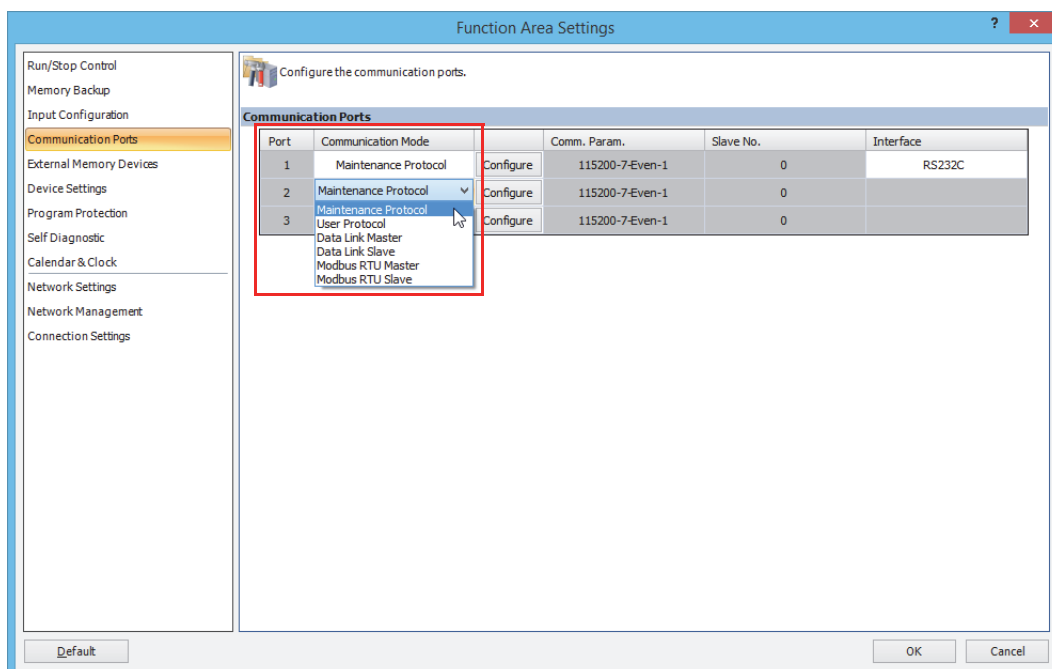 Function Area Settings
?
Run/Stop Control
Memory Backup
Input Configuration
Communication Ports
External Memory Devices
Device Settings
Program Protection
Self Diagnostic
Calendar & Clock
Network Settings
Network Management
Connection Settings
Configure the communication ports.
Communication Ports
Port Communication Mode Comm. Param. Slave No. Interface
1 Maintenance Protocol Configure 115200-7-Even-1 0 RS232C
2 Maintenance Protocol Configure 115200-7-Even-1 0
3 Configure 115200-7-Even-1 0
Maintenance Protocol
User Protocol
Data Link Master
Data Link Slave
Modbus RTU Master
Modbus RTU Slave
Default OK Cancel